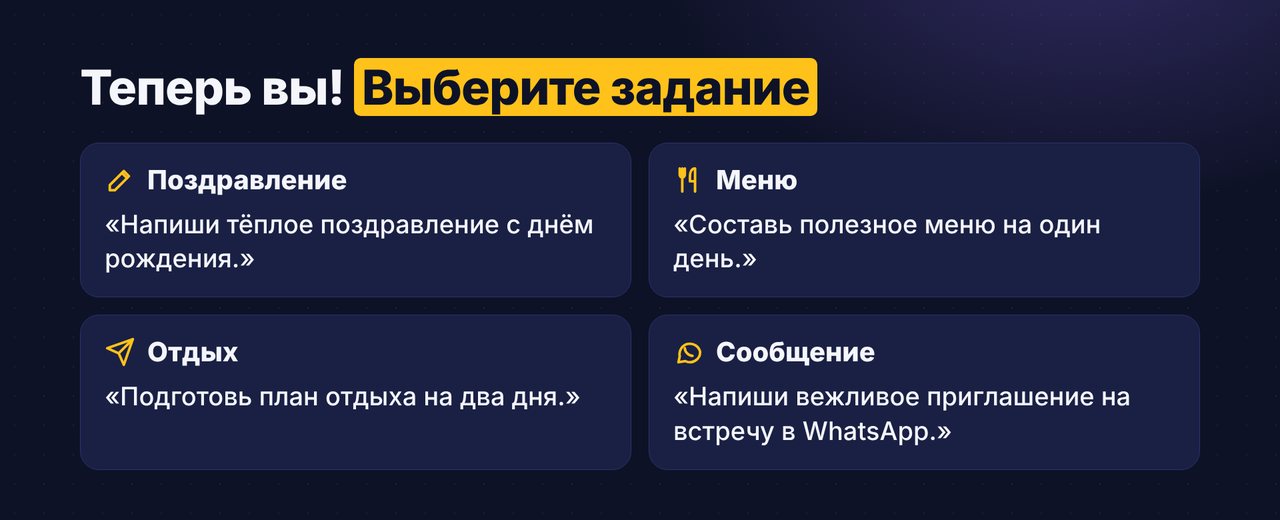 Теперь вы! Выберите задание
Поздравление
«Напиши тёплое поздравление с днём
рождения.»
Меню
«Составь полезное меню на один
день.»
Отдых
«Подготовь план отдыха на два дня.»
Сообщение
«Напиши вежливое приглашение на
встречу в WhatsApp.»